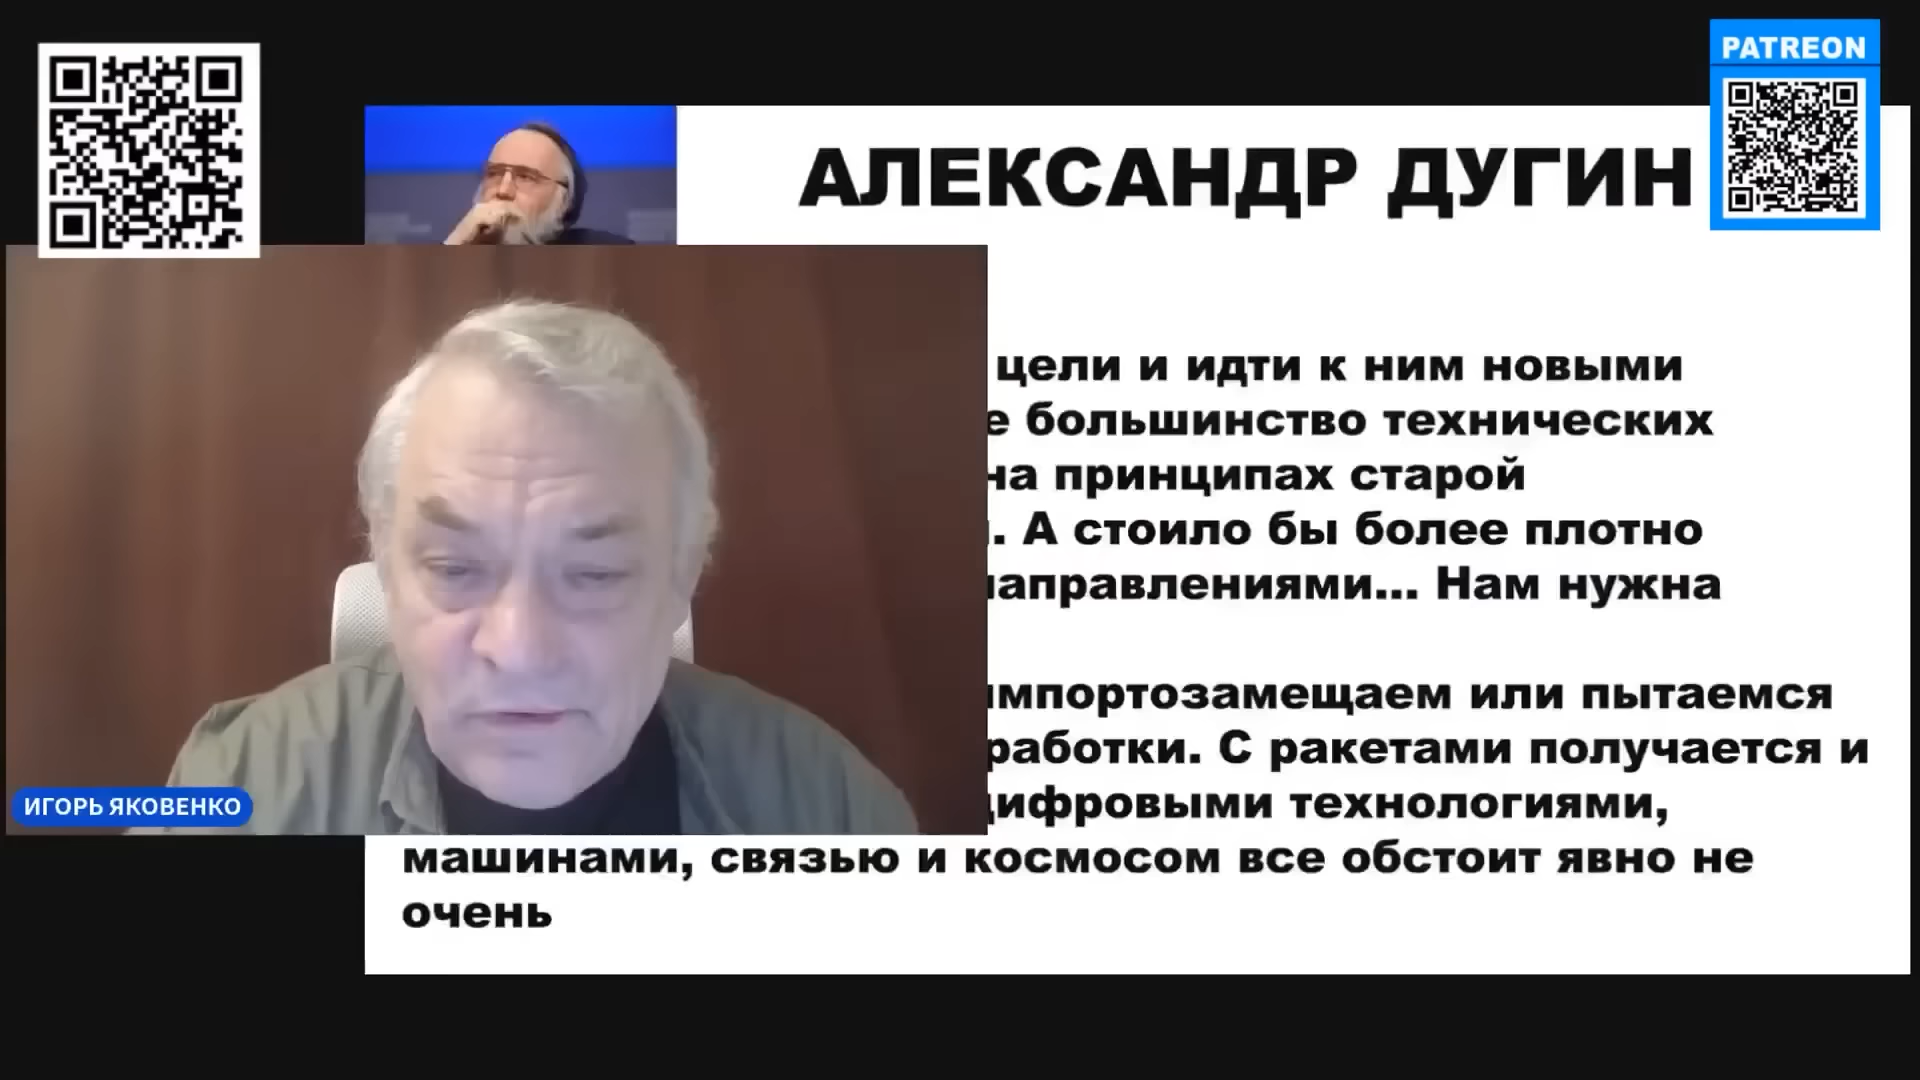 PATREON
АЛЕКСАНДР ДУГИН
цели и идти к ним новыми
большинство технических
на принципах старой
. А стоило бы более плотно
направлениями... Нам нужна
импортозамещаем или пытаемся
С ракетами получается и
цифровыми технологиями,
машинами, связью и космосом все обстоит явно не
очень
ИГОРЬ ЯКОВЕНКО